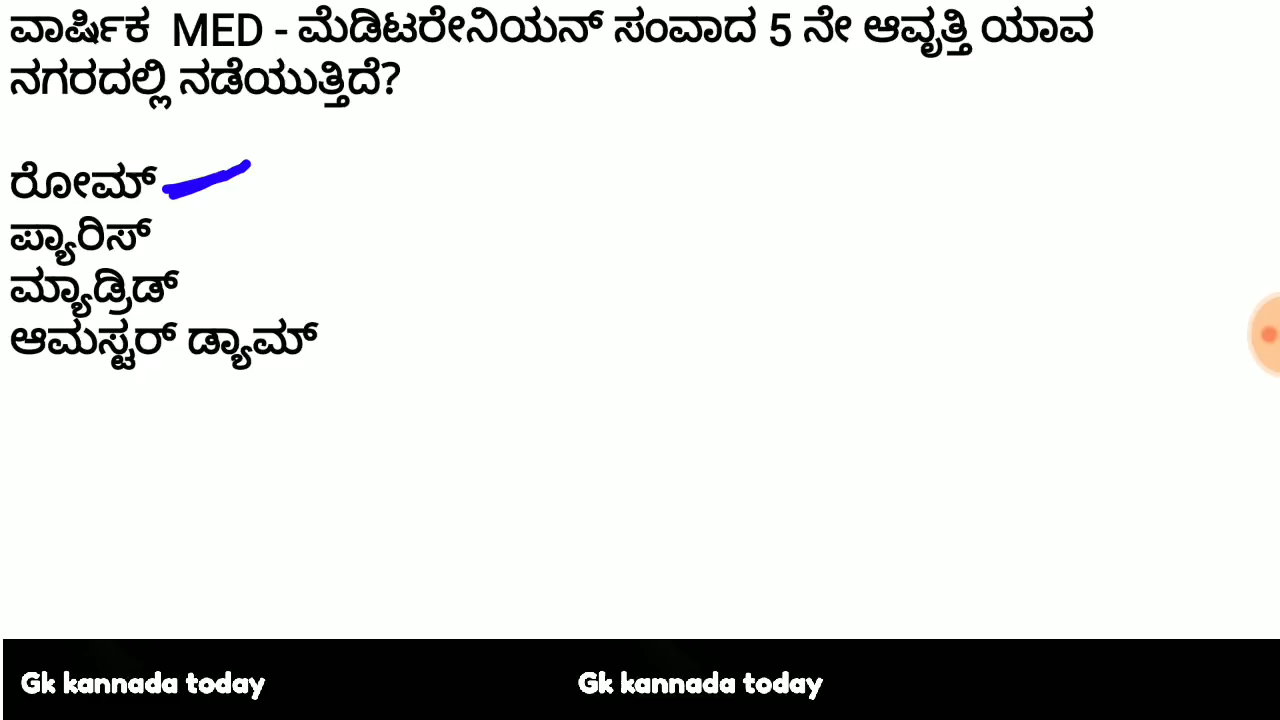 ವಾರ್ಷಿಕ MED - ಮೆಡಿಟರೇನಿಯನ್ ಸಂವಾದ 5 ನೇ ಆವೃತ್ತಿ ಯಾವ
ನಗರದಲ್ಲಿ ನಡೆಯುತ್ತಿದೆ?
ರೋಮ್
ಪ್ಯಾರಿಸ್
ಮ್ಯಾಡ್ರಿಡ್
ಆಮಸ್ಟರ್ ಡ್ಯಾಮ್
Gk kannada today Gk kannada today